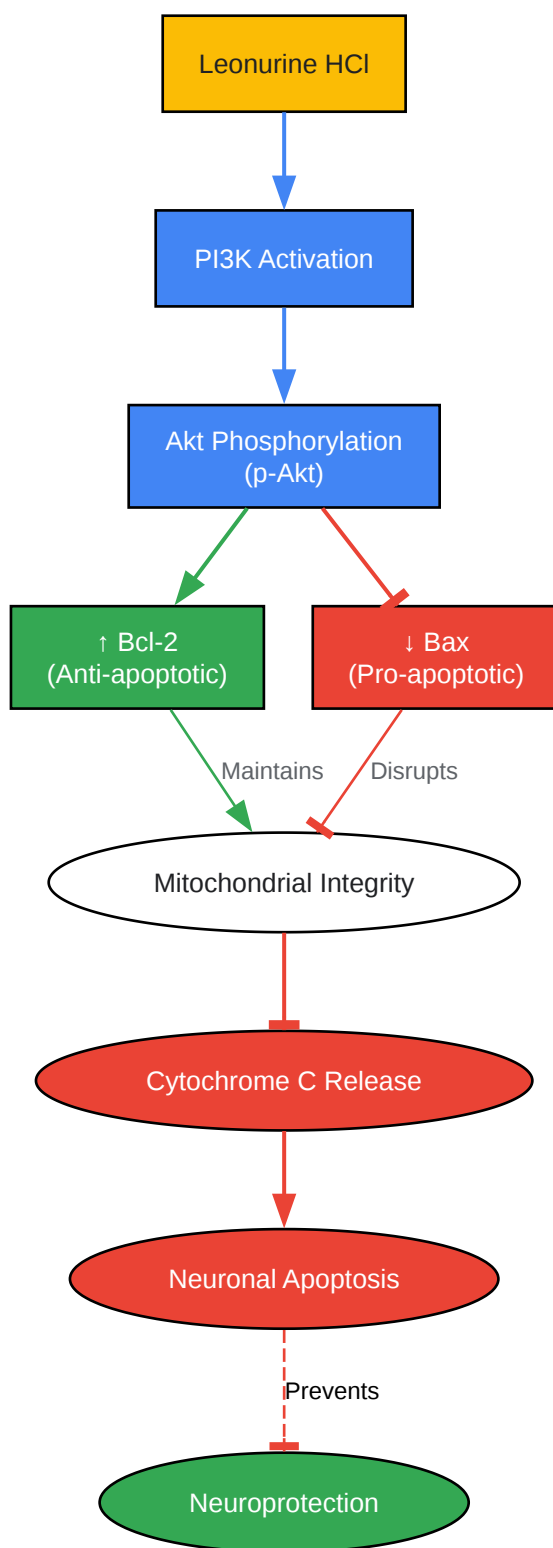 Leonurine HCl
PI3K Activation
Akt Phosphorylation
(p-Akt)
↑ Bcl-2
(Anti-apoptotic)
↓ Bax
(Pro-apoptotic)
Maintains
Disrupts
Mitochondrial Integrity
Cytochrome C Release
Neuronal Apoptosis
Prevents
Neuroprotection